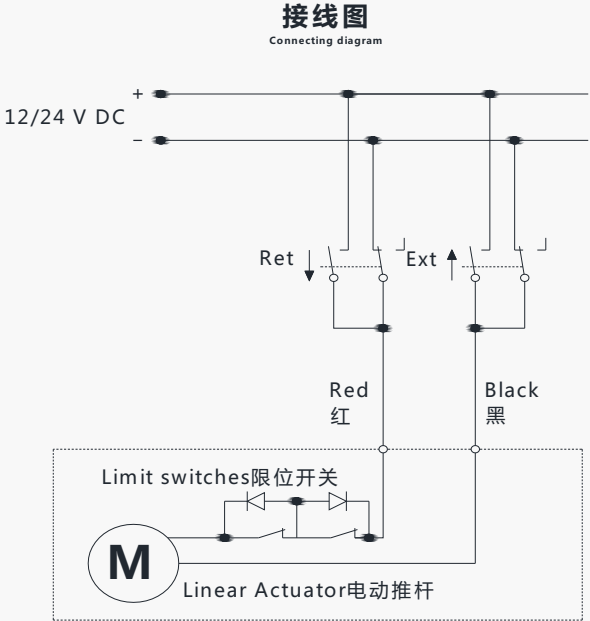 接线图
Connecting diagram
+
12/24 V DC
−
Ret
Ext
Red
红
Black
黑
Limit switches限位开关
M
Linear Actuator电动推杆